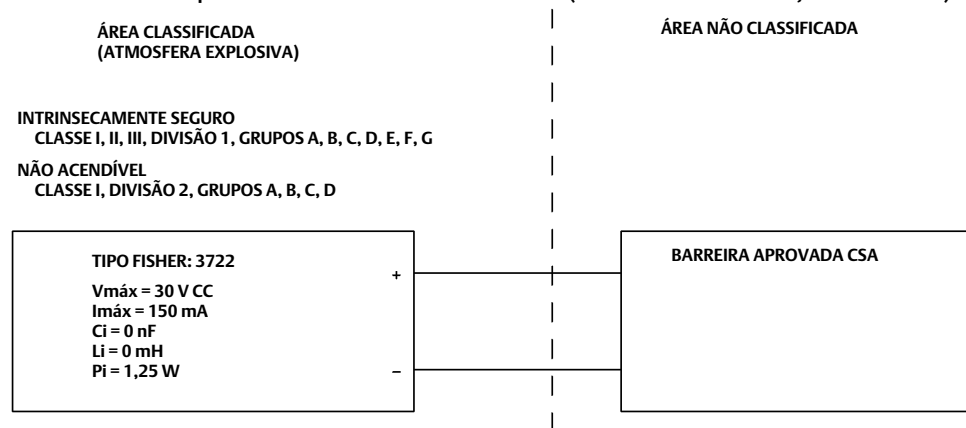 ÁREA CLASSIFICADA
(ATMOSFERA EXPLOSIVA)
ÁREA NÃO CLASSIFICADA
INTRINSECAMENTE SEGURO
CLASSE I, II, III, DIVISÃO 1, GRUPOS A, B, C, D, E, F, G
NÃO ACENDÍVEL
CLASSE I, DIVISÃO 2, GRUPOS A, B, C, D
TIPO FISHER: 3722
+
Vmáx = 30 V CC
Imáx = 150 mA
Ci = 0 nF
Li = 0 mH
Pi = 1,25 W
–
BARREIRA APROVADA CSA